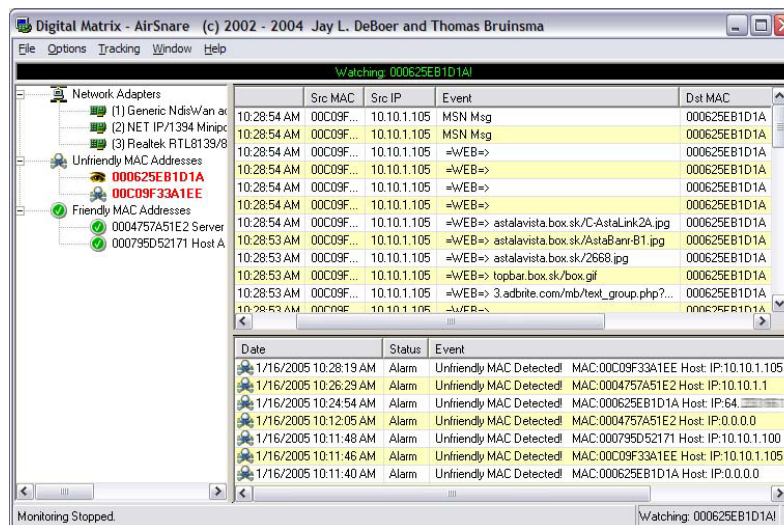 Digital Matrix - AirSnare (c) 2002 - 2004 Jay L. DeBoer and Thomas Bruinsma
File Options Tracking Window Help
Watching: 000625EB1D1A!
Network Adapters
(1) Generic NdisWan ac
(2) NET IP/1394 Minipo
(3) Realtek RTL8139/8
Unfriendly MAC Addresses
000625EB1D1A
00C09F33A1EE
Friendly MAC Addresses
0004757A51E2 Server
000795D52171 Host A
Src MAC Src IP Event Dst MAC
10:28:54 AM 00C09F... 10.10.1.105 MSN Msg 000625EB1D1A
10:28:54 AM 00C09F... 10.10.1.105 MSN Msg 000625EB1D1A
10:28:54 AM 00C09F... 10.10.1.105 =WEB=> 000625EB1D1A
10:28:54 AM 00C09F... 10.10.1.105 =WEB=> 000625EB1D1A
10:28:54 AM 00C09F... 10.10.1.105 =WEB=> 000625EB1D1A
10:28:54 AM 00C09F... 10.10.1.105 =WEB=> astalavista.box.sk/C-AstaLink2A.jpg 000625EB1D1A
10:28:53 AM 00C09F... 10.10.1.105 =WEB=> astalavista.box.sk/AstaBanr-B1.jpg 000625EB1D1A
10:28:53 AM 00C09F... 10.10.1.105 =WEB=> astalavista.box.sk/2668.jpg 000625EB1D1A
10:28:53 AM 00C09F... 10.10.1.105 =WEB=> topbar.box.sk/box.gif 000625EB1D1A
10:28:53 AM 00C09F... 10.10.1.105 =WEB=> 3.adbrite.com/mb/text_group.php?... 000625EB1D1A
10:28:53 AM 00C09F... 10.10.1.105 =WEB=> 000625EB1D1A
Date Status Event
1/16/2005 10:28:19 AM Alarm Unfriendly MAC Detected! MAC:00C09F33A1EE Host: IP:10.10.1.105
1/16/2005 10:26:29 AM Alarm Unfriendly MAC Detected! MAC:0004757A51E2 Host: IP:10.10.1.1
1/16/2005 10:24:54 AM Alarm Unfriendly MAC Detected! MAC:000625EB1D1A Host: IP:64.
1/16/2005 10:12:05 AM Alarm Unfriendly MAC Detected! MAC:0004757A51E2 Host: IP:0.0.0.0
1/16/2005 10:11:48 AM Alarm Unfriendly MAC Detected! MAC:000795D52171 Host: IP:10.10.1.100
1/16/2005 10:11:46 AM Alarm Unfriendly MAC Detected! MAC:00C09F33A1EE Host: IP:10.10.1.105
1/16/2005 10:11:40 AM Alarm Unfriendly MAC Detected! MAC:000625EB1D1A Host: IP:0.0.0.0
Monitoring Stopped. Watching: 000625EB1D1A!